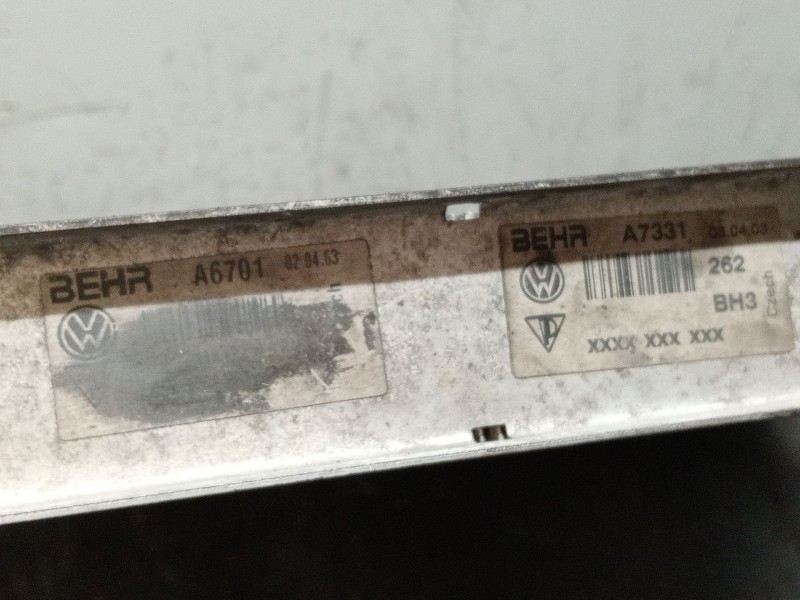 BEHR A6701 02.04.03
BEHR A7331 03.04.03
262
BH3
Czech
xxxx xxx xxx